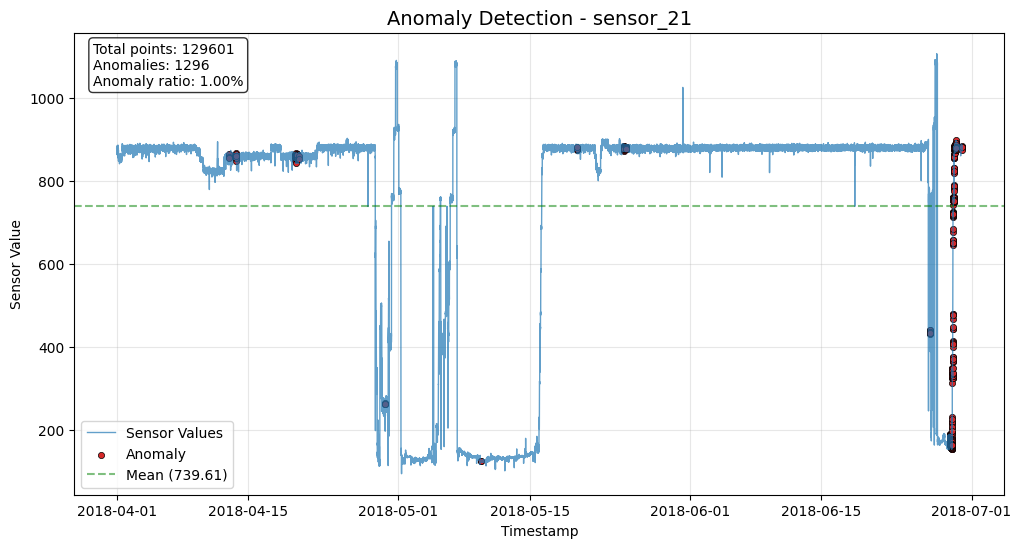 Anomaly Detection - sensor_21
Total points: 129601
Anomalies: 1296
Anomaly ratio: 1.00%
1000
800
600
400
200
Sensor Value
Sensor Values
Anomaly
Mean (739.61)
2018-04-01 2018-04-15 2018-05-01 2018-05-15 2018-06-01 2018-06-15 2018-07-01
Timestamp